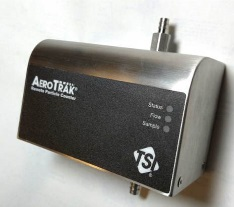 AEROTRAK®
Remote Particle Counter
Status
Flow
Sample
TSI